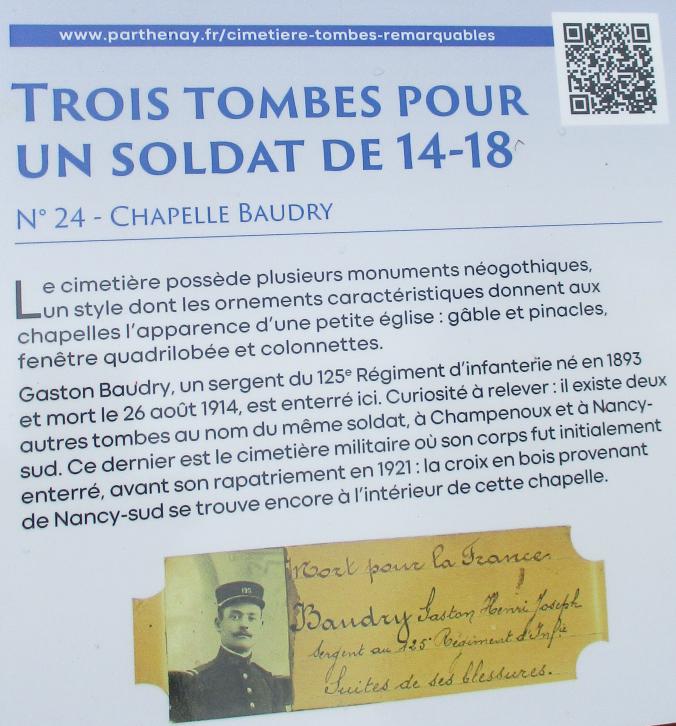 www.parthenay.fr/cimetiere-tombes-remarquables
TROIS TOMBES POUR
UN SOLDAT DE 14-18
N° 24 - CHAPELLE BAUDRY
Le cimetière possède plusieurs monuments néogothiques,
un style dont les ornements caractéristiques donnent aux
chapelles l'apparence d'une petite église : gâble et pinacles,
fenêtre quadrilobée et colonnettes.
Gaston Baudry, un sergent du 125e Régiment d'infanterie né en 1893
et mort le 26 août 1914, est enterré ici. Curiosité à relever : il existe deux
autres tombes au nom du même soldat, à Champenoux et à Nancy-
sud. Ce dernier est le cimetière militaire où son corps fut initialement
enterré, avant son rapatriement en 1921 : la croix en bois provenant
de Nancy-sud se trouve encore à l'intérieur de cette chapelle.
Mort pour la France
Baudry Gaston Henri Joseph
Sergent au 125e Régiment d'Infie
Suites de ses blessures.
125